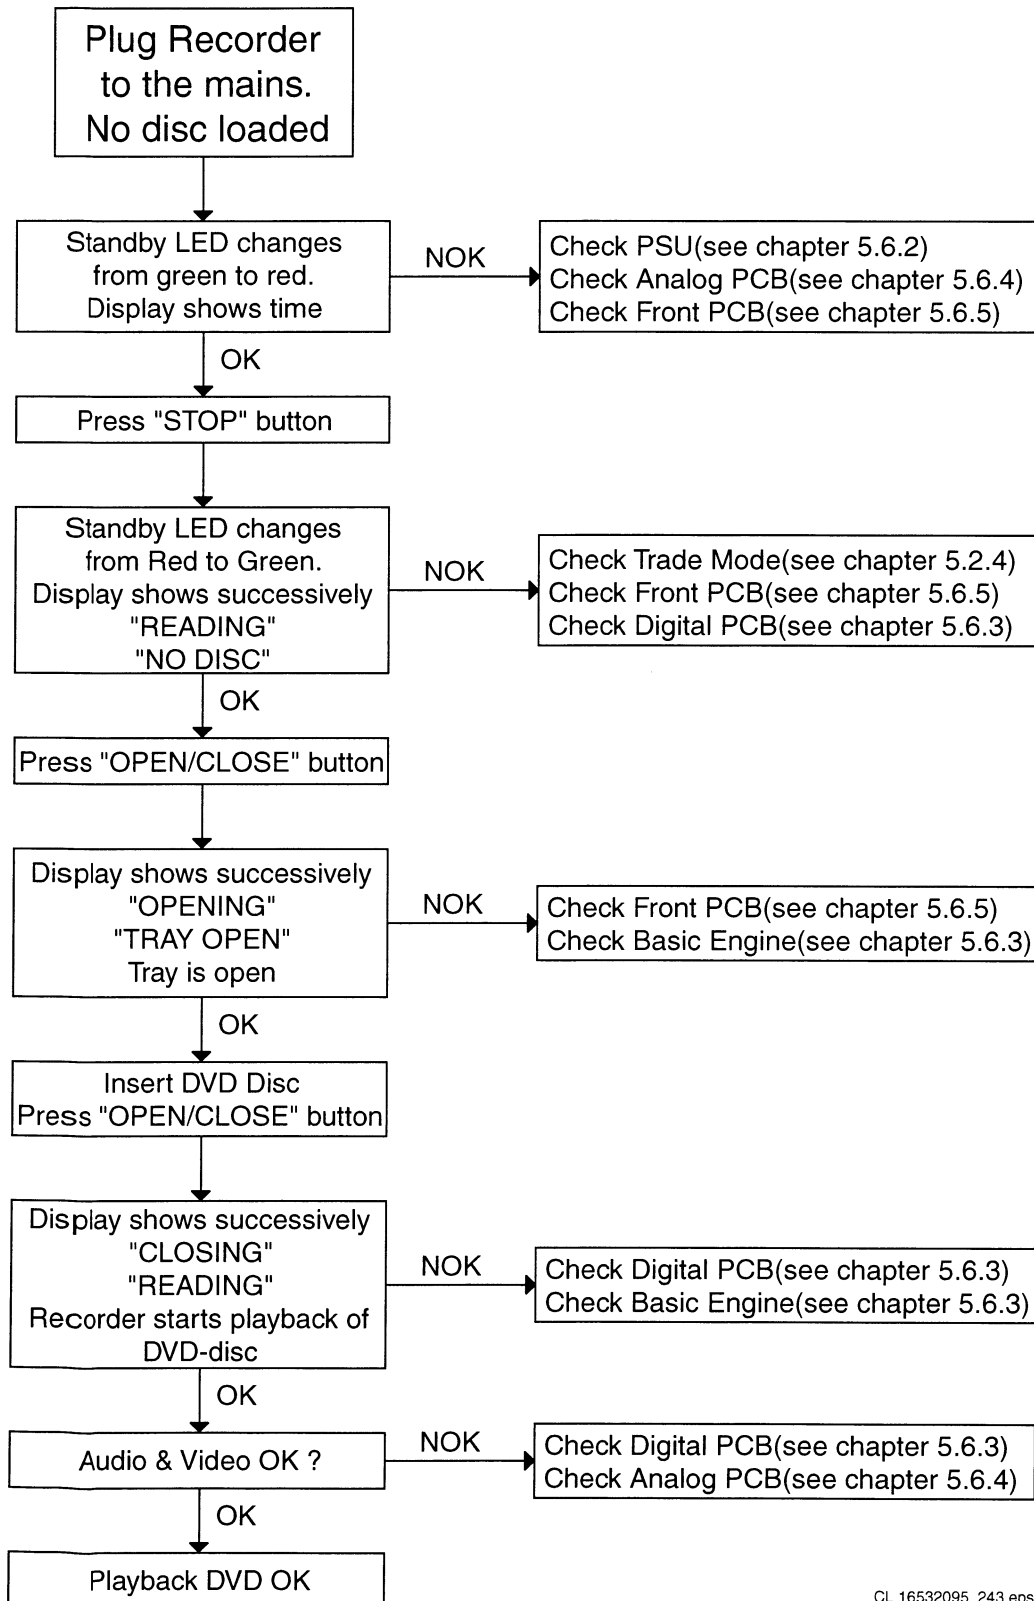 Plug Recorder
to the mains.
No disc loaded
Standby LED changes
from green to red.
Display shows time
NOK
Check PSU(see chapter 5.6.2)
Check Analog PCB(see chapter 5.6.4)
Check Front PCB(see chapter 5.6.5)
OK
Press "STOP" button
Standby LED changes
from Red to Green.
Display shows successively
"READING"
"NO DISC"
NOK
Check Trade Mode(see chapter 5.2.4)
Check Front PCB(see chapter 5.6.5)
Check Digital PCB(see chapter 5.6.3)
OK
Press "OPEN/CLOSE" button
Display shows successively
"OPENING"
"TRAY OPEN"
Tray is open
NOK
Check Front PCB(see chapter 5.6.5)
Check Basic Engine(see chapter 5.6.3)
OK
Insert DVD Disc
Press "OPEN/CLOSE" button
Display shows successively
"CLOSING"
"READING"
Recorder starts playback of
DVD-disc
NOK
Check Digital PCB(see chapter 5.6.3)
Check Basic Engine(see chapter 5.6.3)
OK
Audio & Video OK ?
NOK
Check Digital PCB(see chapter 5.6.3)
Check Analog PCB(see chapter 5.6.4)
OK
Playback DVD OK
CL 16532095_243.eps